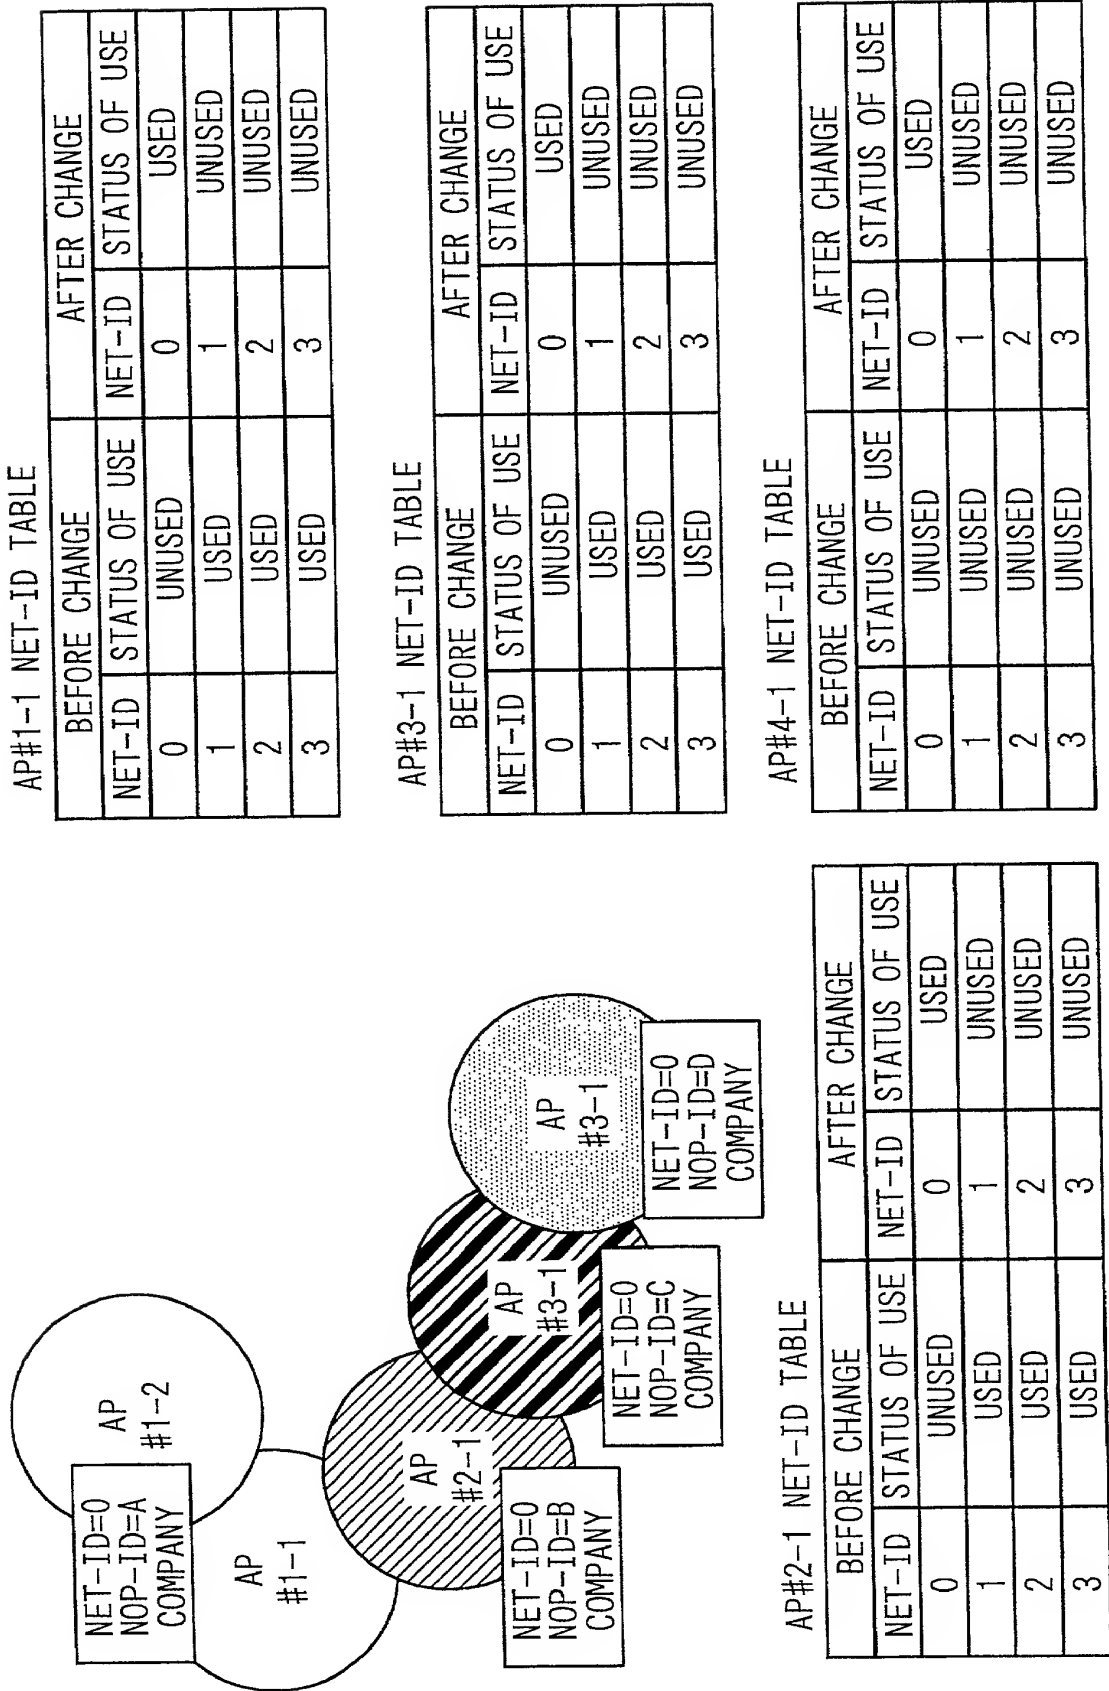 NET-ID=0
NOP-ID=A
COMPANY
AP
#1-2
AP
#1-1
AP
#2-1
NET-ID=0
NOP-ID=B
COMPANY
AP
#3-1
NET-ID=0
NOP-ID=C
COMPANY
AP
#3-1
NET-ID=0
NOP-ID=D
COMPANY
AP#1-1 NET-ID TABLE
BEFORE CHANGE AFTER CHANGE
NET-ID STATUS OF USE NET-ID STATUS OF USE
0 UNUSED 0 USED
1 USED 1 UNUSED
2 USED 2 UNUSED
3 USED 3 UNUSED
AP#3-1 NET-ID TABLE
BEFORE CHANGE AFTER CHANGE
NET-ID STATUS OF USE NET-ID STATUS OF USE
0 UNUSED 0 USED
1 USED 1 UNUSED
2 USED 2 UNUSED
3 USED 3 UNUSED
AP#2-1 NET-ID TABLE
BEFORE CHANGE AFTER CHANGE
NET-ID STATUS OF USE NET-ID STATUS OF USE
0 UNUSED 0 USED
1 USED 1 UNUSED
2 USED 2 UNUSED
3 USED 3 UNUSED
AP#4-1 NET-ID TABLE
BEFORE CHANGE AFTER CHANGE
NET-ID STATUS OF USE NET-ID STATUS OF USE
0 UNUSED 0 USED
1 UNUSED 1 UNUSED
2 UNUSED 2 UNUSED
3 UNUSED 3 UNUSED